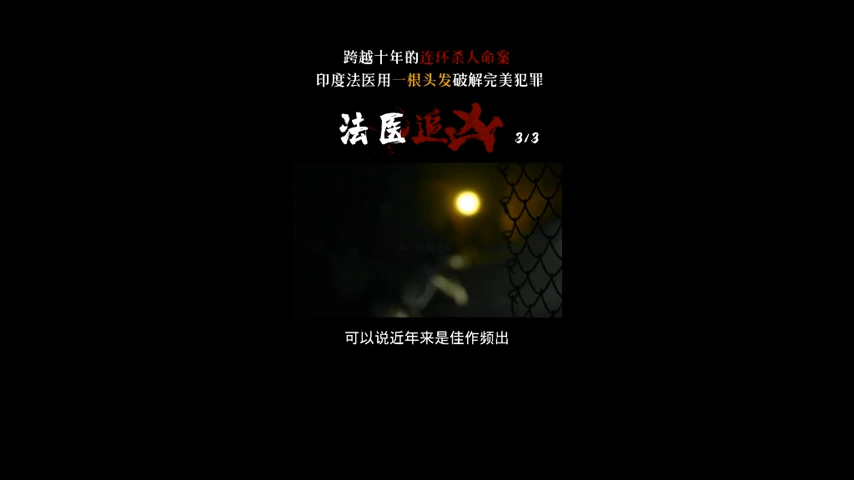 跨越十年的连环杀人命案
印度法医用一根头发破解完美犯罪
法医追凶 3/3
可以说近年来是佳作频出